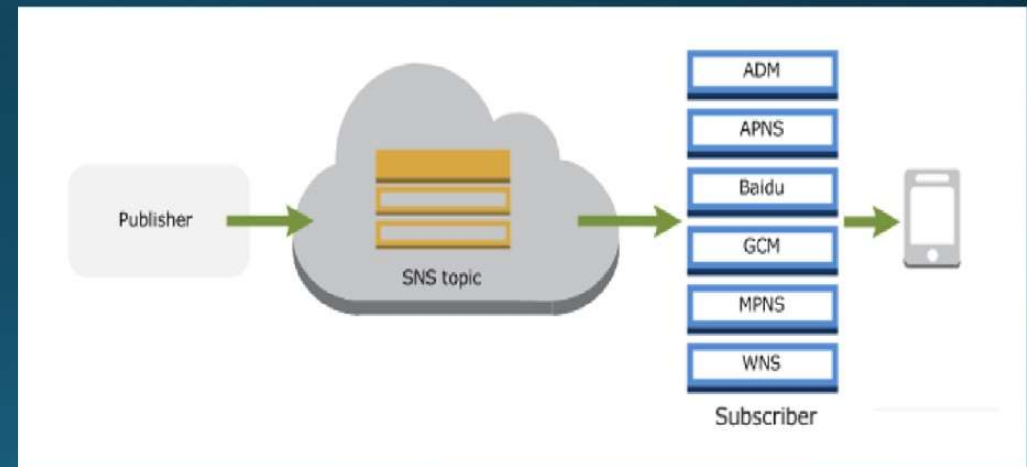 Publisher
SNS topic
ADM
APNS
Baidu
GCM
MPNS
WNS
Subscriber